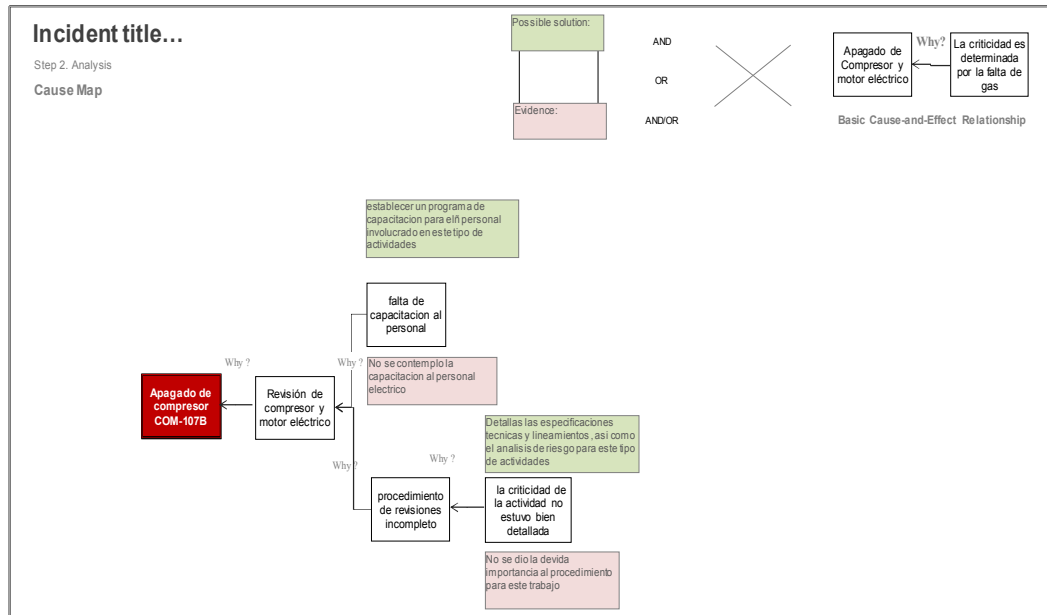 Incident title…
Step 2. Analysis
Cause Map
Possible solution:
Evidence:
AND
OR
AND/OR
Apagado de
Compresor y
motor eléctrico
Why?
La criticidad es
determinada
por la falta de
gas
Basic Cause-and-Effect Relationship
establecer un programa de
capacitacion para elñ personal
involucrado en este tipo de
actividades
falta de
capacitacion al
personal
Why ?
Why ?
No se contemplo la
capacitacion al personal
electrico
Apagado de
compresor
COM-107B
Revisión de
compresor y
motor eléctrico
Detallas las especificaciones
tecnicas y lineamientos, asi como
el analisis de riesgo para este tipo
de actividades
Why ?
Why ?
procedimiento
de revisiones
incompleto
la criticidad de
la actividad no
estuvo bien
detallada
No se dio la devida
importancia al procedimiento
para este trabajo